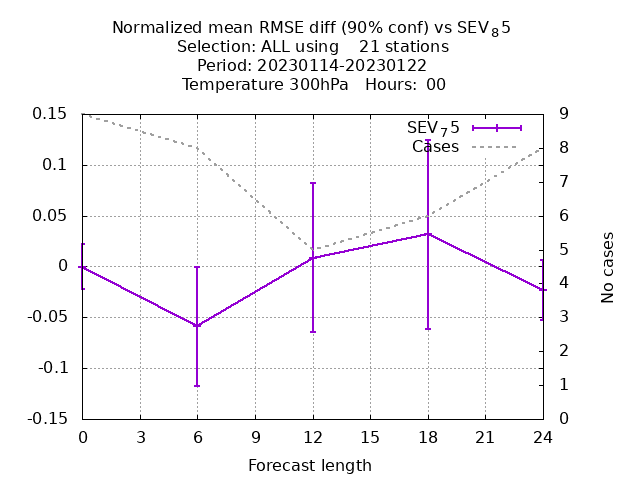 Normalized mean RMSE diff (90% conf) vs SEV₈5
Selection: ALL using    21 stations
Period: 20230114-20230122
Temperature 300hPa   Hours:  00
SEV₇5
Cases
0.15
0.1
0.05
0
-0.05
-0.1
-0.15
9
8
7
6
5
4
3
2
1
0
No cases
0 3 6 9 12 15 18 21 24
Forecast length